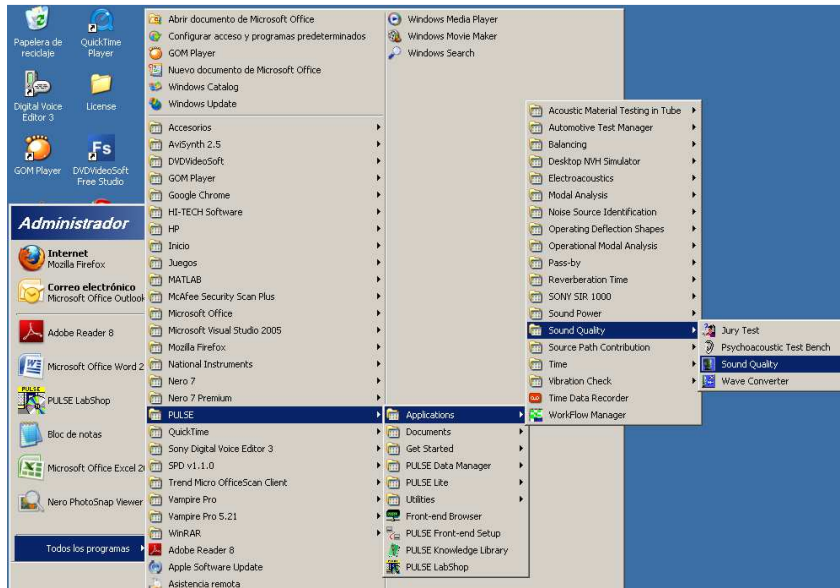 Papelera de
reciclaje
QuickTime
Player
Digital Voice
Editor 3
License
GOM Player
DVDVideoSoft
Free Studio
Administrador
Internet
Mozilla Firefox
Correo electrónico
Microsoft Office Outlook
Adobe Reader 8
Microsoft Office Word 2
PULSE LabShop
Bloc de notas
Microsoft Office Excel 2
Nero PhotoSnap Viewer
Todos los programas
Abrir documento de Microsoft Office
Configurar acceso y programas predeterminados
GOM Player
Nuevo documento de Microsoft Office
Windows Catalog
Windows Update
Accesorios
AviSynth 2.5
DVDVideoSoft
GOM Player
Google Chrome
HI-TECH Software
HP
Inicio
Juegos
MATLAB
McAfee Security Scan Plus
Microsoft Office
Microsoft Visual Studio 2005
Mozilla Firefox
National Instruments
Nero 7
Nero 7 Premium
PULSE
QuickTime
Sony Digital Voice Editor 3
SPD v1.1.0
Trend Micro OfficeScan Client
Vampire Pro
Vampire Pro 5.21
WinRAR
Adobe Reader 8
Apple Software Update
Asistencia remota
Windows Media Player
Windows Movie Maker
Windows Search
Applications
Documents
Get Started
PULSE Data Manager
PULSE Lite
Utilities
Front-end Browser
PULSE Front-end Setup
PULSE Knowledge Library
PULSE LabShop
Acoustic Material Testing in Tube
Automotive Test Manager
Balancing
Desktop NVH Simulator
Electroacoustics
Modal Analysis
Noise Source Identification
Operating Deflection Shapes
Operational Modal Analysis
Pass-by
Reverberation Time
SONY SIR 1000
Sound Power
Sound Quality
Source Path Contribution
Time
Vibration Check
Time Data Recorder
WorkFlow Manager
Jury Test
Psychoacoustic Test Bench
Sound Quality
Wave Converter